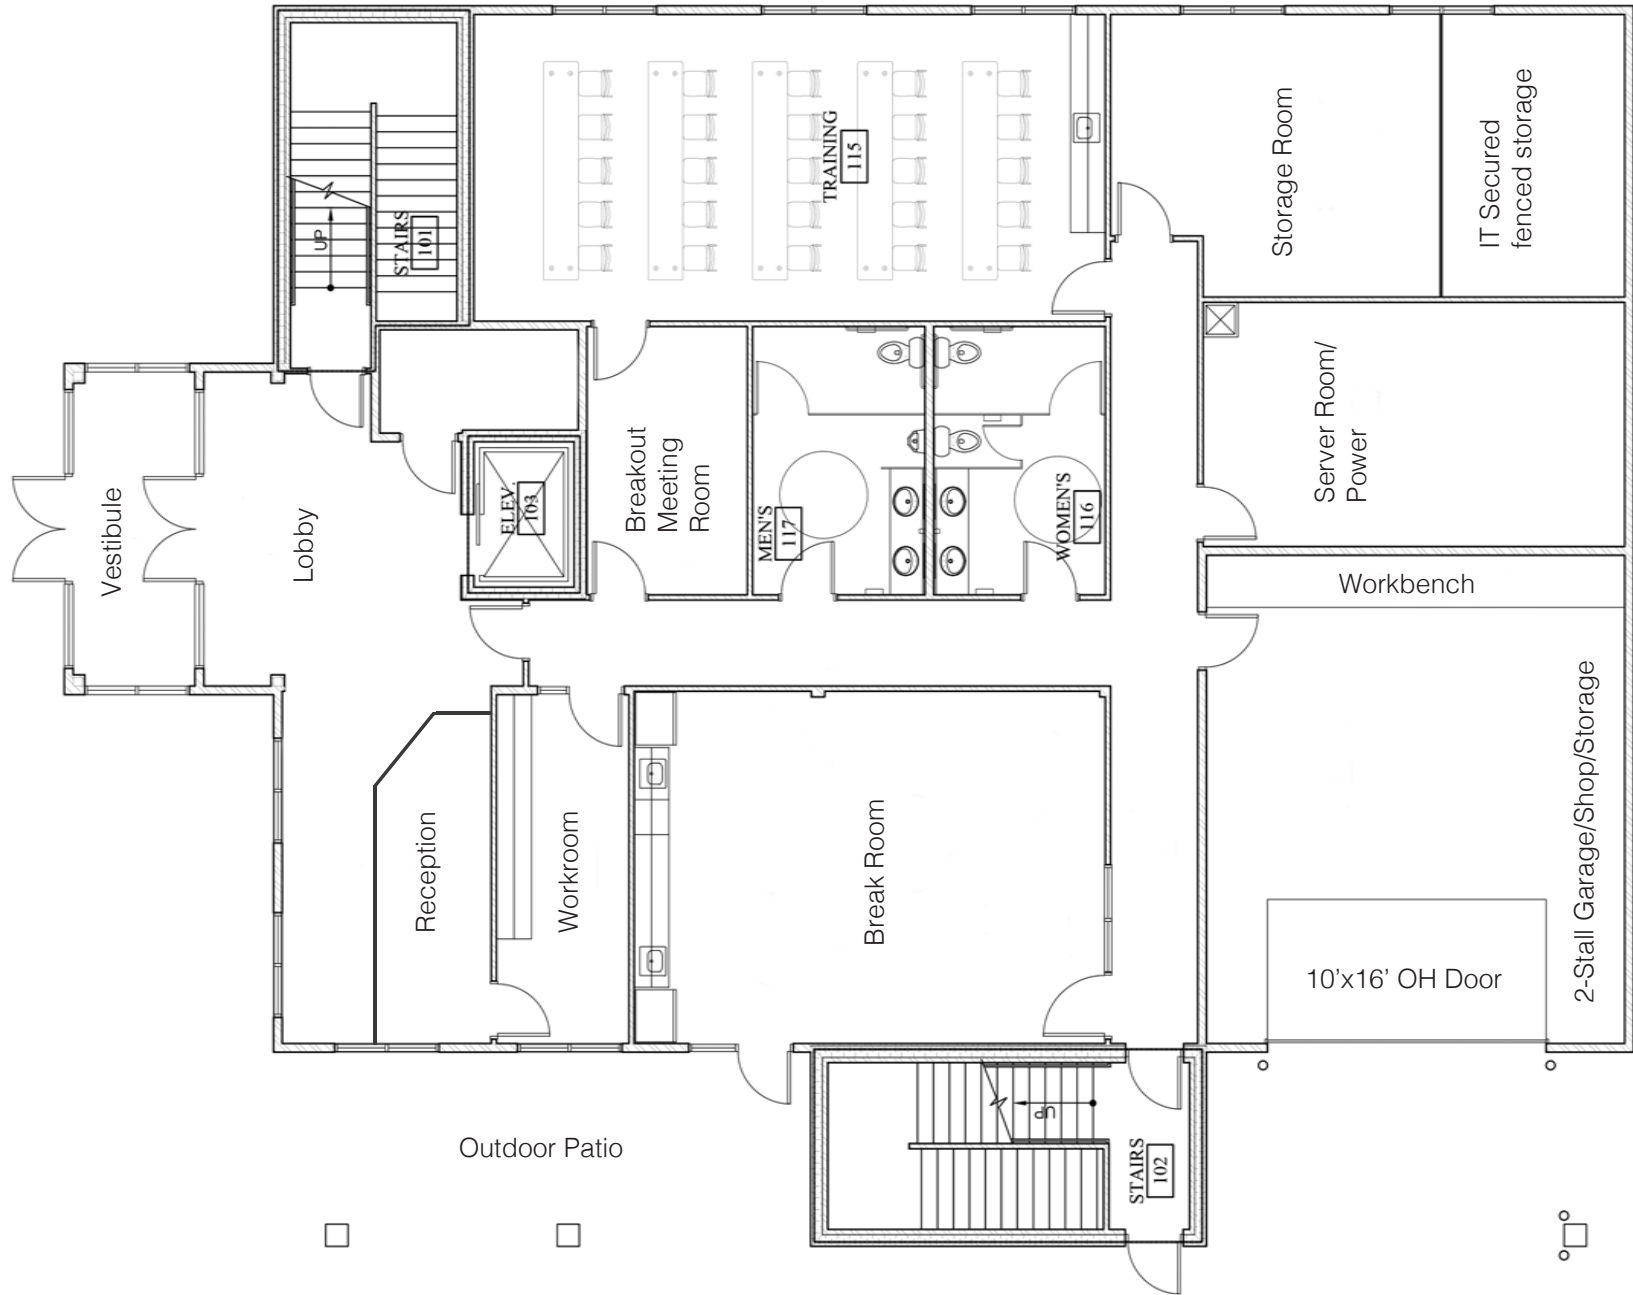 TRAINING
115
Storage Room
IT Secured
fenced storage
UP
STAIRS
101
Server Room/
Power
Vestibule
Lobby
ELEV.
103
Breakout
Meeting
Room
MEN'S
117
WOMEN'S
116
Workbench
Reception
Workroom
Break Room
2-Stall Garage/Shop/Storage
10’x16’ OH Door
Outdoor Patio
up
STAIRS
102